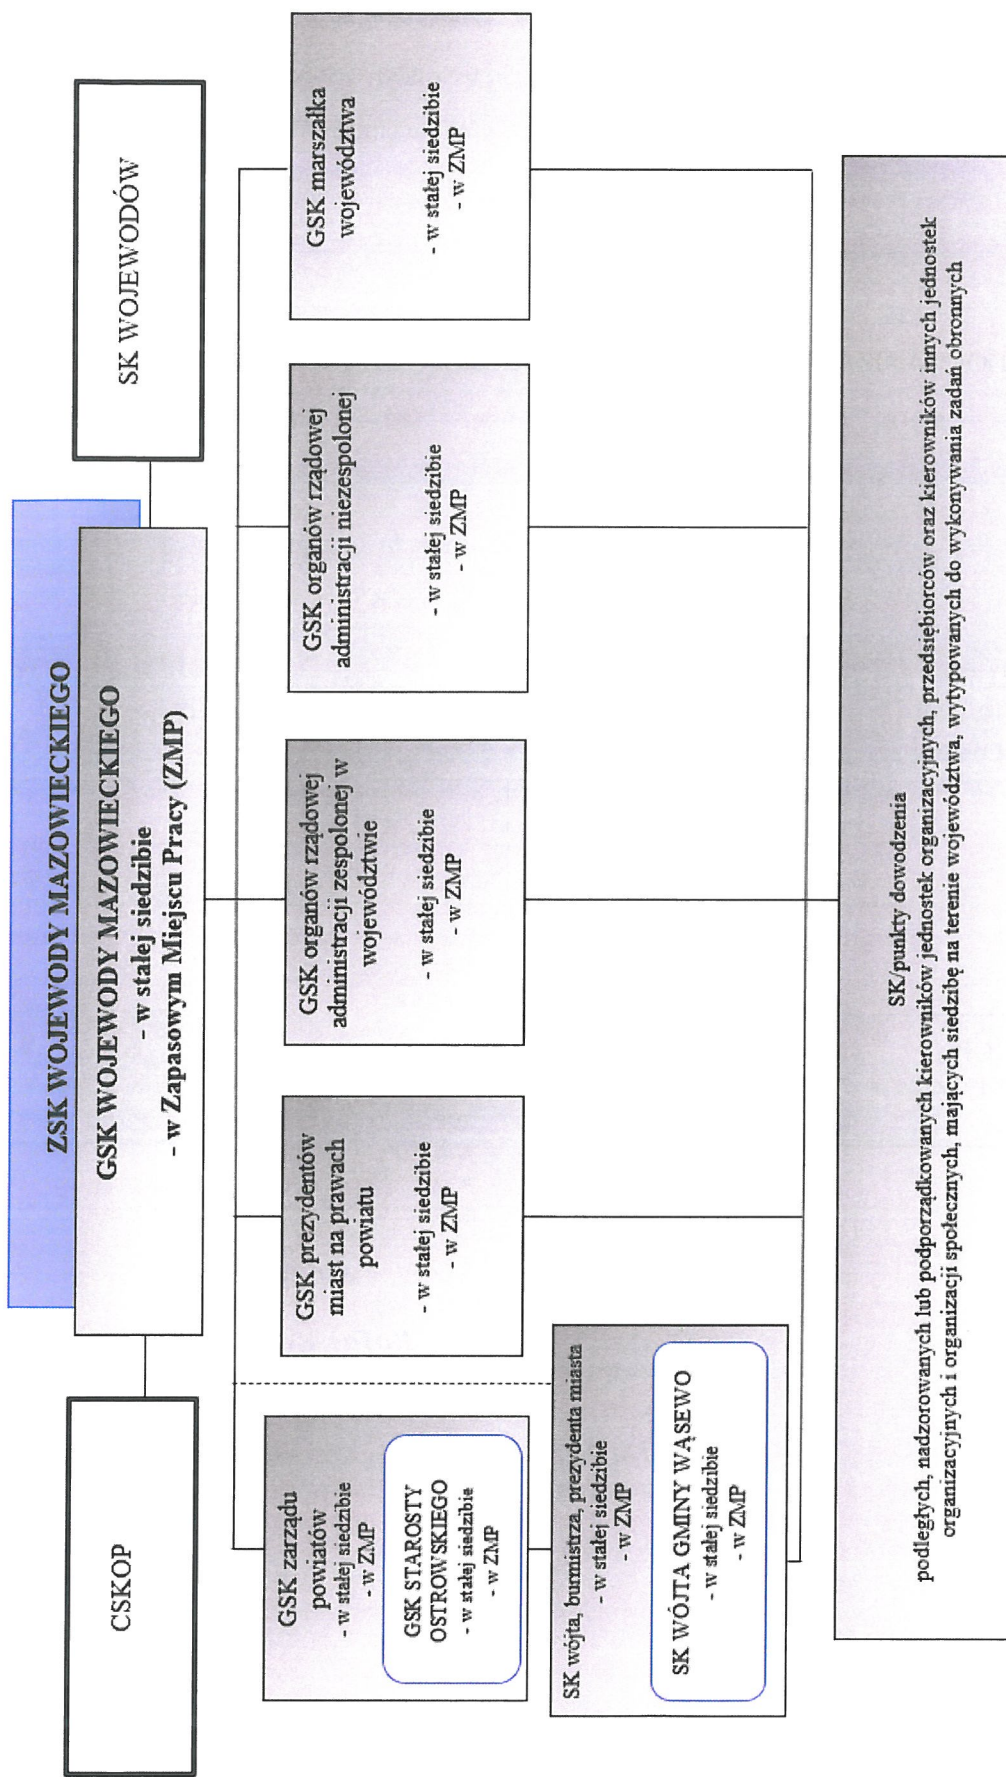 ZSK WOJEWODY MAZOWIECKIEGO
CSKOP
GSK WOJEWODY MAZOWIECKIEGO
- w stałej siedzibie
- w Zapasowym Miejscu Pracy (ZMP)
SK WOJEWODÓW
GSK zarządu
powiatów
- w stałej siedzibie
- w ZMP
GSK STAROSTY
OSTROWSKIEGO
- w stałej siedzibie
- w ZMP
GSK prezydentów
miast na prawach
powiatu
- w stałej siedzibie
- w ZMP
GSK organów rządowej
administracji zespolonej w
województwie
- w stałej siedzibie
- w ZMP
GSK organów rządowej
administracji niezespolonej
- w stałej siedzibie
- w ZMP
GSK marszałka
województwa
- w stałej siedzibie
- w ZMP
SK wójta, burmistrza, prezydenta miasta
- w stałej siedzibie
- w ZMP
SK WÓJTA GMINY WĄSEWO
- w stałej siedzibie
- w ZMP
SK/punkty dowodzenia
podległych, nadzorowanych lub podporządkowanych kierowników jednostek organizacyjnych, przedsiębiorców oraz kierowników innych jednostek
organizacyjnych i organizacji społecznych, mających siedzibę na terenie województwa, wytypowanych do wykonywania zadań obronnych